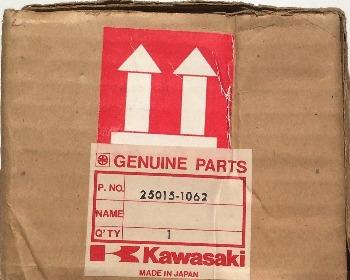 GENUINE PARTS
P. NO. 25015-1062
NAME
Q'TY 1
Kawasaki
MADE IN JAPAN